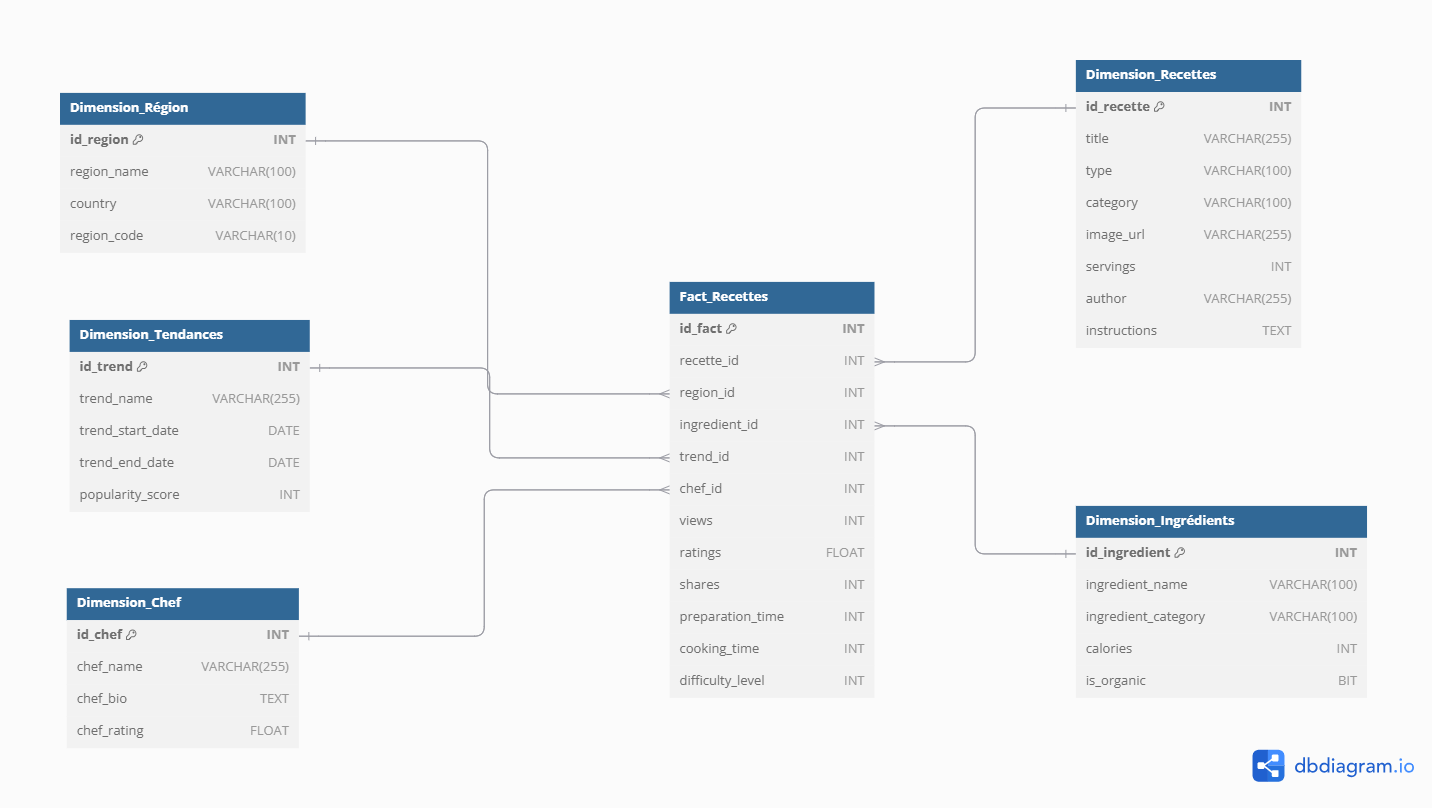 Dimension_Région
id_region INT
region_name VARCHAR(100)
country VARCHAR(100)
region_code VARCHAR(10)
Dimension_Tendances
id_trend INT
trend_name VARCHAR(255)
trend_start_date DATE
trend_end_date DATE
popularity_score INT
Dimension_Chef
id_chef INT
chef_name VARCHAR(255)
chef_bio TEXT
chef_rating FLOAT
Fact_Recettes
id_fact INT
recette_id INT
region_id INT
ingredient_id INT
trend_id INT
chef_id INT
views INT
ratings FLOAT
shares INT
preparation_time INT
cooking_time INT
difficulty_level INT
Dimension_Recettes
id_recette INT
title VARCHAR(255)
type VARCHAR(100)
category VARCHAR(100)
image_url VARCHAR(255)
servings INT
author VARCHAR(255)
instructions TEXT
Dimension_Ingrédients
id_ingredient INT
ingredient_name VARCHAR(100)
ingredient_category VARCHAR(100)
calories INT
is_organic BIT
dbdiagram.io